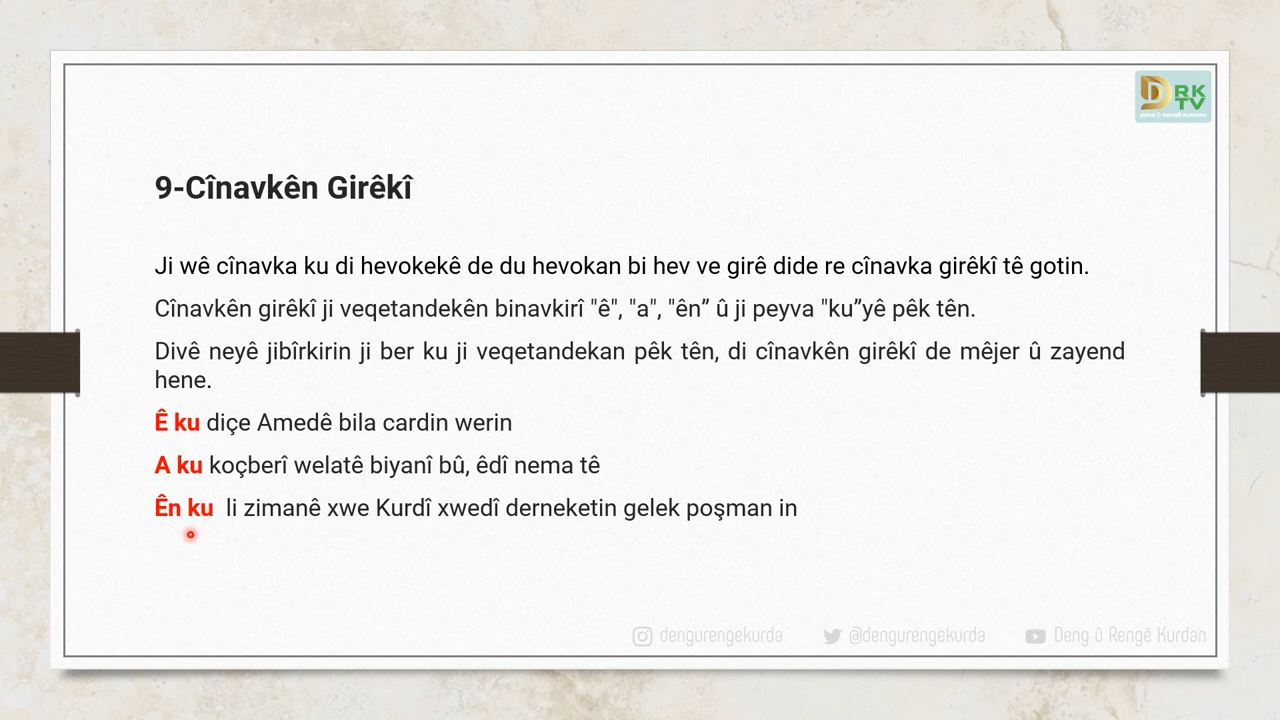 DRK
TV
9-Cînavkên Girêkî
Ji wê cînavka ku di hevokekê de du hevokan bi hev ve girê dide re cînavka girêkî tê gotin.
Cînavkên girêkî ji veqetandekên binavkirî "ê", "a", "ên” û ji peyva "ku”yê pêk tên.
Divê neyê jibîrkirin ji ber ku ji veqetandekan pêk tên, di cînavkên girêkî de mêjer û zayend
hene.
Ê ku diçe Amedê bila cardin werin
A ku koçberî welatê biyanî bû, êdî nema tê
Ên ku  li zimanê xwe Kurdî xwedî derneketin gelek poşman in
dengurengekurda @dengurengekurda Deng û Rengê Kurdan